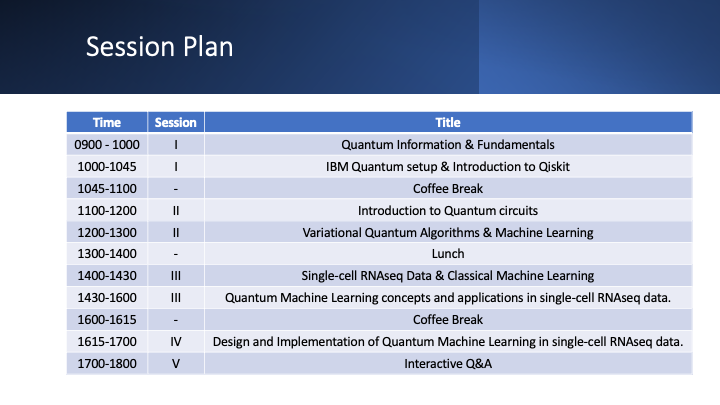 Session Plan
Time Session Title
0900 - 1000 I Quantum Information & Fundamentals
1000-1045 I IBM Quantum setup & Introduction to Qiskit
1045-1100 - Coffee Break
1100-1200 II Introduction to Quantum circuits
1200-1300 II Variational Quantum Algorithms & Machine Learning
1300-1400 - Lunch
1400-1430 III Single-cell RNAseq Data & Classical Machine Learning
1430-1600 III Quantum Machine Learning concepts and applications in single-cell RNAseq data.
1600-1615 - Coffee Break
1615-1700 IV Design and Implementation of Quantum Machine Learning in single-cell RNAseq data.
1700-1800 V Interactive Q&A